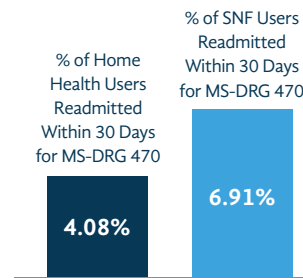 % of Home
Health Users
Readmitted
Within 30 Days
for MS-DRG 470
4.08%
% of SNF Users
Readmitted
Within 30 Days
for MS-DRG 470
6.91%